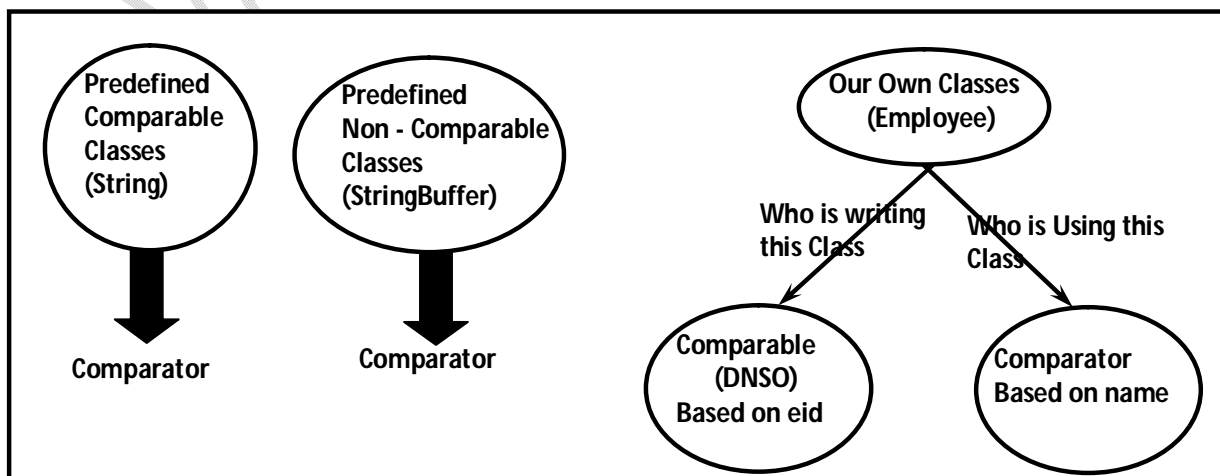 Predefined
Comparable
Classes
(String)
Comparator
Predefined
Non - Comparable
Classes
(StringBuffer)
Comparator
Our Own Classes
(Employee)
Who is writing
this Class
Who is Using this
Class
Comparable
(DNSO)
Based on eid
Comparator
Based on name